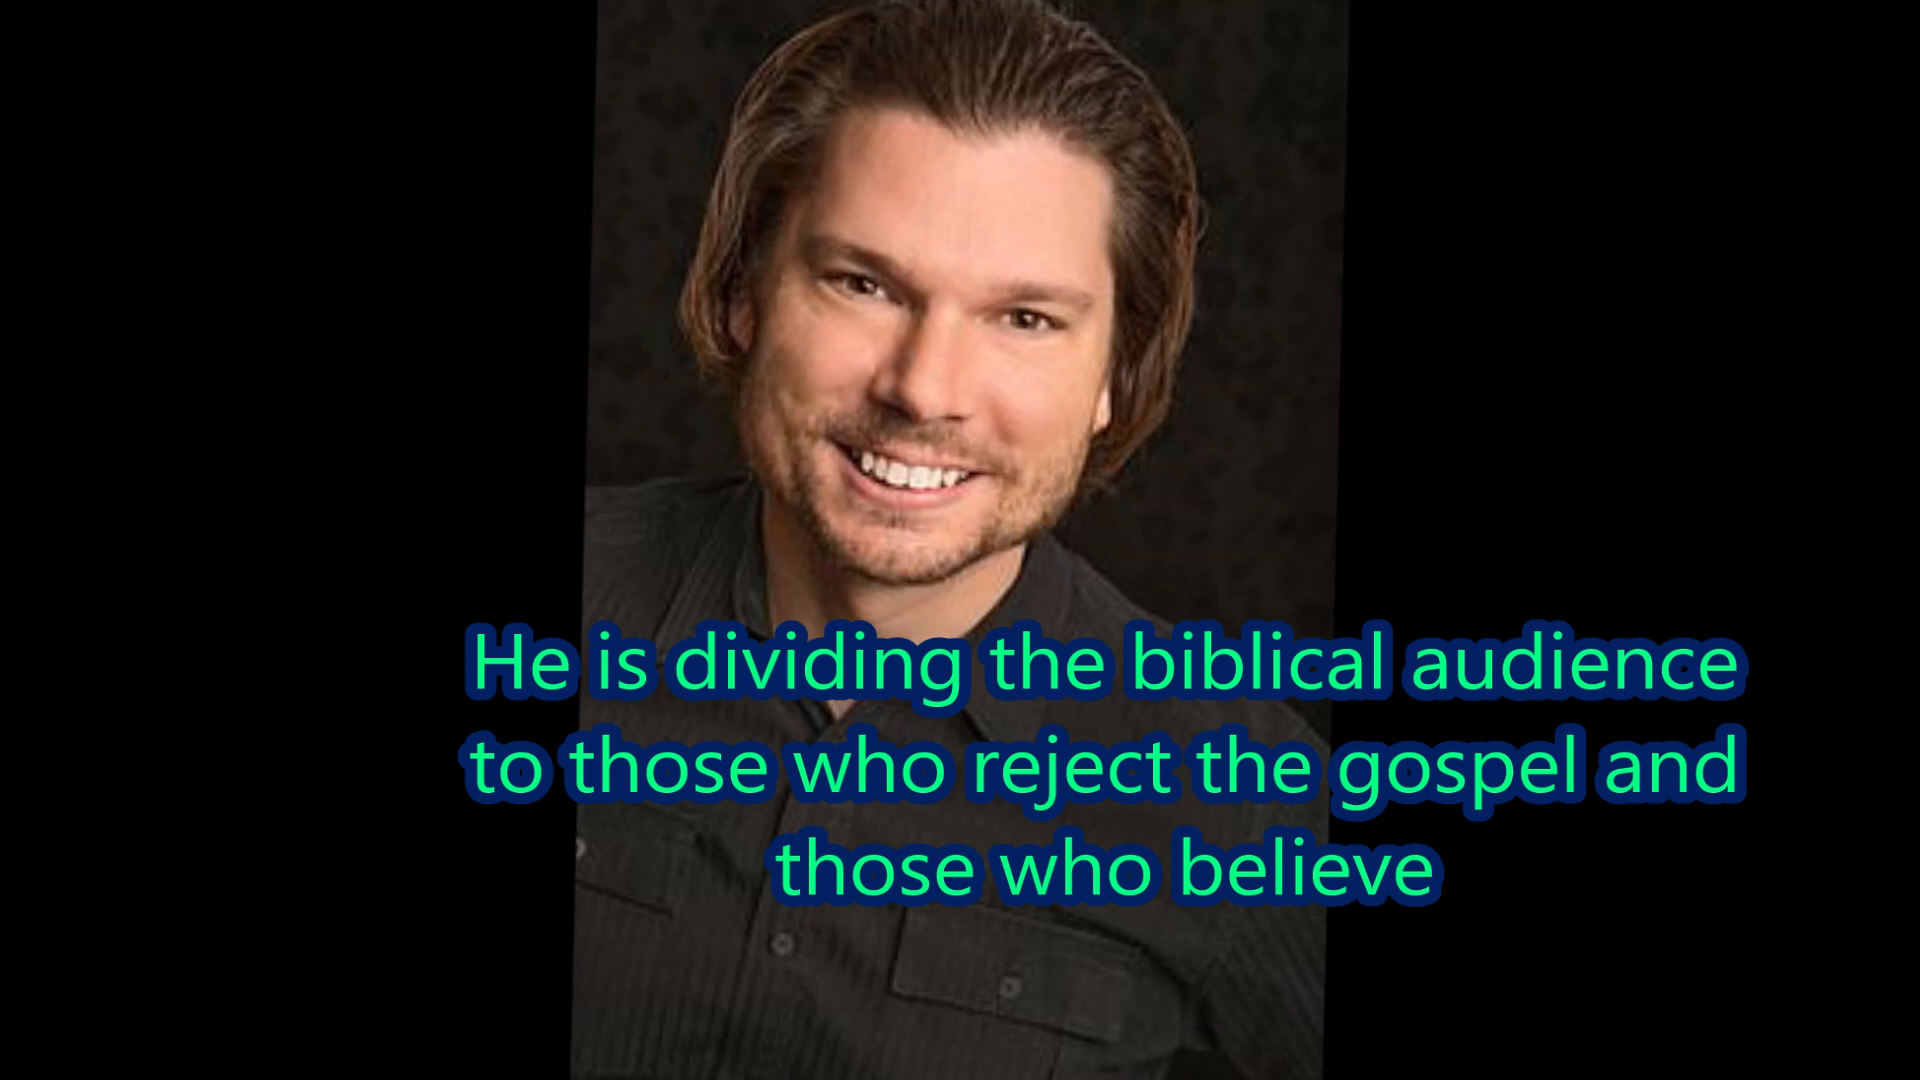 He is dividing the biblical audience
to those who reject the gospel and
those who believe